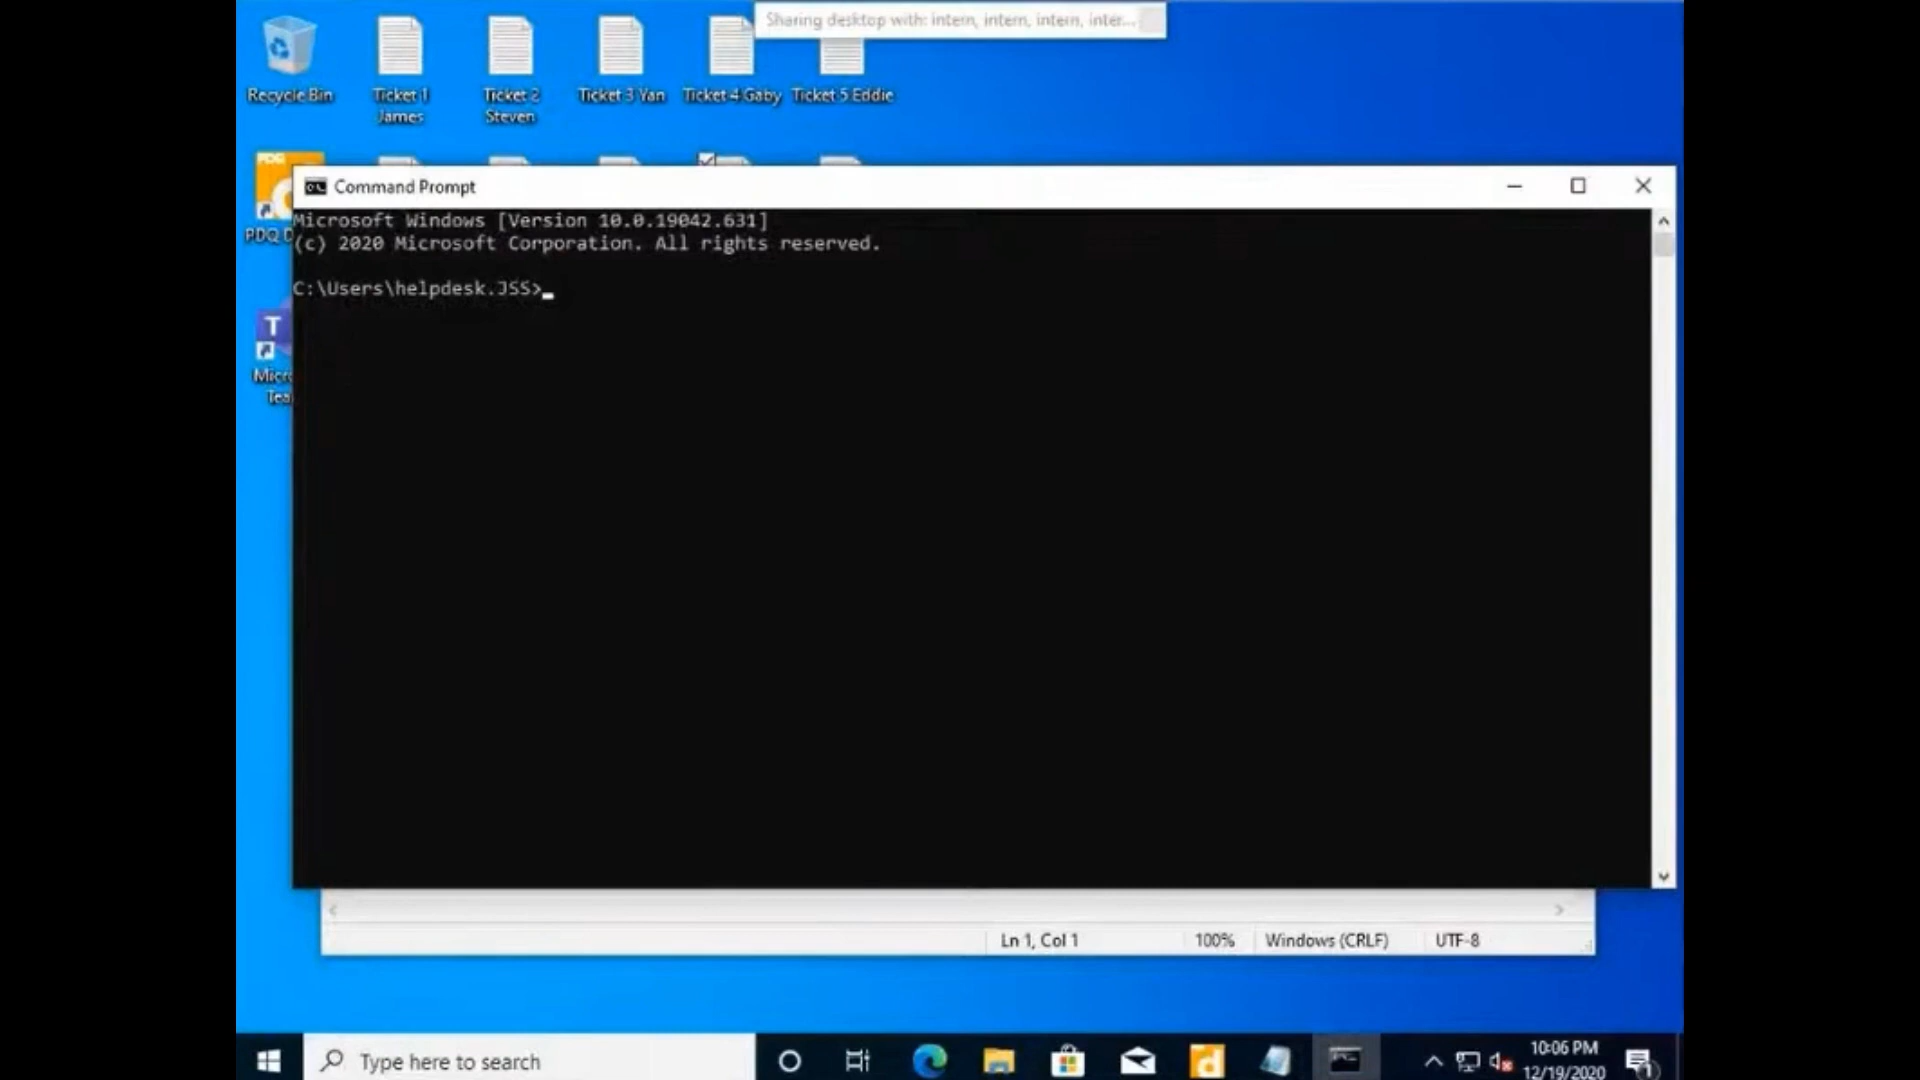 Sharing desktop with: intern, intern, intern, inter...
Recycle Bin
Ticket 1
James
Ticket 2
Steven
Ticket 3 Yan
Ticket 4 Gaby
Ticket 5 Eddie
PDQ D
Micr
Tea
Command Prompt
Microsoft Windows [Version 10.0.19042.631]
(c) 2020 Microsoft Corporation. All rights reserved.
C:\Users\helpdesk.JSS>
Ln 1, Col 1
100%
Windows (CRLF)
UTF-8
Type here to search
10:06 PM
12/19/2020